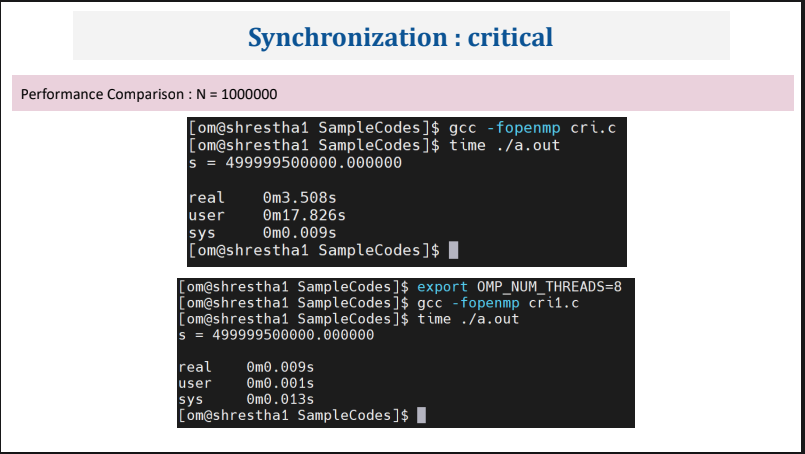 Synchronization : critical
Performance Comparison : N = 1000000
[om@shrestha1 SampleCodes]$ gcc -fopenmp cri.c
[om@shrestha1 SampleCodes]$ time ./a.out
s = 499999500000.000000
real 0m3.508s
user 0m17.826s
sys 0m0.009s
[om@shrestha1 SampleCodes]$
[om@shrestha1 SampleCodes]$ export OMP_NUM_THREADS=8
[om@shrestha1 SampleCodes]$ gcc -fopenmp cri1.c
[om@shrestha1 SampleCodes]$ time ./a.out
s = 499999500000.000000
real 0m0.009s
user 0m0.001s
sys 0m0.013s
[om@shrestha1 SampleCodes]$